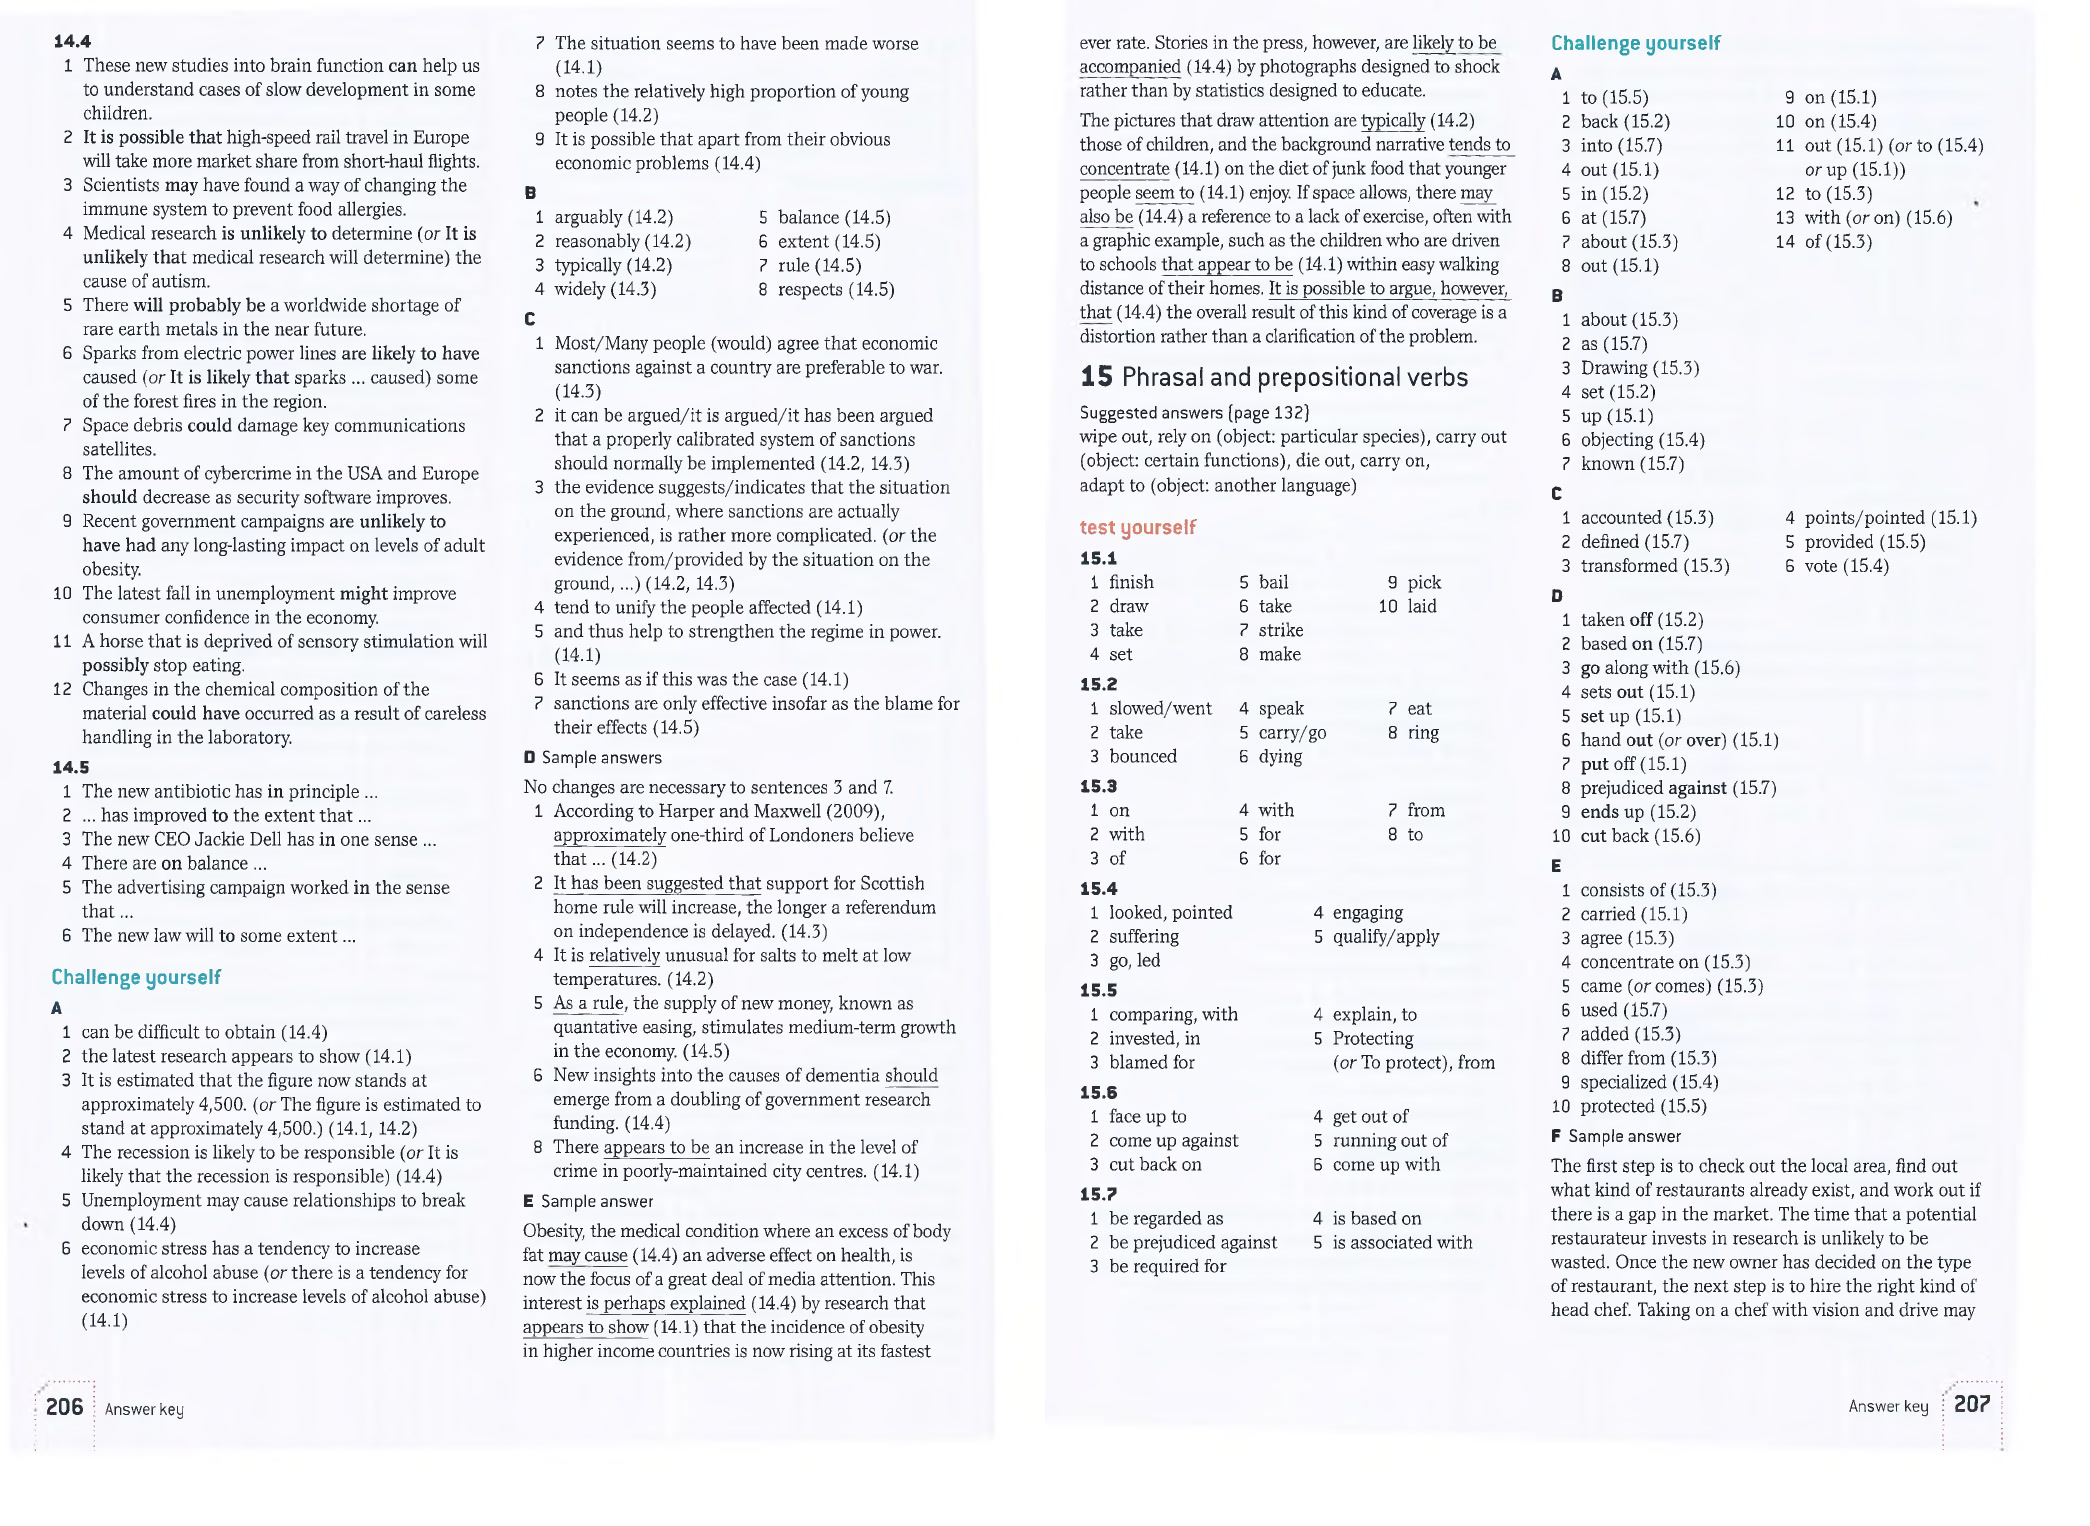 14.4
1 These new studies into brain function can help us
to understand cases of slow development in some
children.
2 It is possible that high-speed rail travel in Europe
will take more market share from short-haul flights.
3 Scientists may have found a way of changing the
immune system to prevent food allergies.
4 Medical research is unlikely to determine (or It is
unlikely that medical research will determine) the
cause of autism.
5 There will probably be a worldwide shortage of
rare earth metals in the near future.
6 Sparks from electric power lines are likely to have
caused (or It is likely that sparks ... caused) some
of the forest fires in the region.
7 Space debris could damage key communications
satellites.
8 The amount of cybercrime in the USA and Europe
should decrease as security software improves.
9 Recent government campaigns are unlikely to
have had any long-lasting impact on levels of adult
obesity.
10 The latest fall in unemployment might improve
consumer confidence in the economy.
11 A horse that is deprived of sensory stimulation will
possibly stop eating.
12 Changes in the chemical composition of the
material could have occurred as a result of careless
handling in the laboratory.
14.5
1 The new antibiotic has in principle ...
2 ... has improved to the extent that ...
3 The new CEO Jackie Dell has in one sense ...
4 There are on balance ...
5 The advertising campaign worked in the sense
that ...
6 The new law will to some extent ...
Challenge yourself
A
1 can be difficult to obtain (14.4)
2 the latest research appears to show (14.1)
3 It is estimated that the figure now stands at
approximately 4,500. (or The figure is estimated to
stand at approximately 4,500.) (14.1, 14.2)
4 The recession is likely to be responsible (or It is
likely that the recession is responsible) (14.4)
5 Unemployment may cause relationships to break
down (14.4)
6 economic stress has a tendency to increase
levels of alcohol abuse (or there is a tendency for
economic stress to increase levels of alcohol abuse)
(14.1)
7 The situation seems to have been made worse
(14.1)
8 notes the relatively high proportion of young
people (14.2)
9 It is possible that apart from their obvious
economic problems (14.4)
B
1 arguably (14.2) 5 balance (14.5)
2 reasonably (14.2) 6 extent (14.5)
3 typically (14.2) 7 rule (14.5)
4 widely (14.3) 8 respects (14.5)
C
1 Most/Many people (would) agree that economic
sanctions against a country are preferable to war.
(14.3)
2 it can be argued/it is argued/it has been argued
that a properly calibrated system of sanctions
should normally be implemented (14.2, 14.3)
3 the evidence suggests/indicates that the situation
on the ground, where sanctions are actually
experienced, is rather more complicated. (or the
evidence from/provided by the situation on the
ground, ...) (14.2, 14.3)
4 tend to unify the people affected (14.1)
5 and thus help to strengthen the regime in power.
(14.1)
6 It seems as if this was the case (14.1)
7 sanctions are only effective insofar as the blame for
their effects (14.5)
D Sample answers
No changes are necessary to sentences 3 and 7.
1 According to Harper and Maxwell (2009),
approximately one-third of Londoners believe
that ... (14.2)
2 It has been suggested that support for Scottish
home rule will increase, the longer a referendum
on independence is delayed. (14.3)
4 It is relatively unusual for salts to melt at low
temperatures. (14.2)
5 As a rule, the supply of new money, known as
quantative easing, stimulates medium-term growth
in the economy. (14.5)
6 New insights into the causes of dementia should
emerge from a doubling of government research
funding. (14.4)
8 There appears to be an increase in the level of
crime in poorly-maintained city centres. (14.1)
E Sample answer
Obesity, the medical condition where an excess of body
fat may cause (14.4) an adverse effect on health, is
now the focus of a great deal of media attention. This
interest is perhaps explained (14.4) by research that
appears to show (14.1) that the incidence of obesity
in higher income countries is now rising at its fastest
206 Answer key
ever rate. Stories in the press, however, are likely to be
accompanied (14.4) by photographs designed to shock
rather than by statistics designed to educate.
The pictures that draw attention are typically (14.2)
those of children, and the background narrative tends to
concentrate (14.1) on the diet of junk food that younger
people seem to (14.1) enjoy. If space allows, there may
also be (14.4) a reference to a lack of exercise, often with
a graphic example, such as the children who are driven
to schools that appear to be (14.1) within easy walking
distance of their homes. It is possible to argue, however,
that (14.4) the overall result of this kind of coverage is a
distortion rather than a clarification of the problem.
15 Phrasal and prepositional verbs
Suggested answers (page 132)
wipe out, rely on (object: particular species), carry out
(object: certain functions), die out, carry on,
adapt to (object: another language)
test yourself
15.1
1 finish 5 bail 9 pick
2 draw 6 take 10 laid
3 take 7 strike
4 set 8 make
15.2
1 slowed/went 4 speak 7 eat
2 take 5 carry/go 8 ring
3 bounced 6 dying
15.3
1 on 4 with 7 from
2 with 5 for 8 to
3 of 6 for
15.4
1 looked, pointed 4 engaging
2 suffering 5 qualify/apply
3 go, led
15.5
1 comparing, with 4 explain, to
2 invested, in 5 Protecting
3 blamed for (or To protect), from
15.6
1 face up to 4 get out of
2 come up against 5 running out of
3 cut back on 6 come up with
15.7
1 be regarded as 4 is based on
2 be prejudiced against 5 is associated with
3 be required for
Challenge yourself
A
1 to (15.5) 9 on (15.1)
2 back (15.2) 10 on (15.4)
3 into (15.7) 11 out (15.1) (or to (15.4)
4 out (15.1) or up (15.1))
5 in (15.2) 12 to (15.3)
6 at (15.7) 13 with (or on) (15.6)
7 about (15.3) 14 of (15.3)
8 out (15.1)
B
1 about (15.3)
2 as (15.7)
3 Drawing (15.3)
4 set (15.2)
5 up (15.1)
6 objecting (15.4)
7 known (15.7)
C
1 accounted (15.3) 4 points/pointed (15.1)
2 defined (15.7) 5 provided (15.5)
3 transformed (15.3) 6 vote (15.4)
D
1 taken off (15.2)
2 based on (15.7)
3 go along with (15.6)
4 sets out (15.1)
5 set up (15.1)
6 hand out (or over) (15.1)
7 put off (15.1)
8 prejudiced against (15.7)
9 ends up (15.2)
10 cut back (15.6)
E
1 consists of (15.3)
2 carried (15.1)
3 agree (15.3)
4 concentrate on (15.3)
5 came (or comes) (15.3)
6 used (15.7)
7 added (15.3)
8 differ from (15.3)
9 specialized (15.4)
10 protected (15.5)
F Sample answer
The first step is to check out the local area, find out
what kind of restaurants already exist, and work out if
there is a gap in the market. The time that a potential
restaurateur invests in research is unlikely to be
wasted. Once the new owner has decided on the type
of restaurant, the next step is to hire the right kind of
head chef. Taking on a chef with vision and drive may
Answer key 207